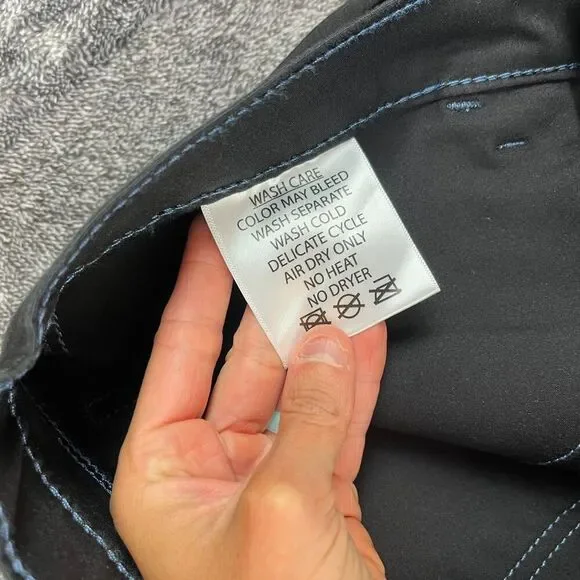 WASH CARE
COLOR MAY BLEED
WASH SEPARATE
WASH COLD
DELICATE CYCLE
AIR DRY ONLY
NO HEAT
NO DRYER